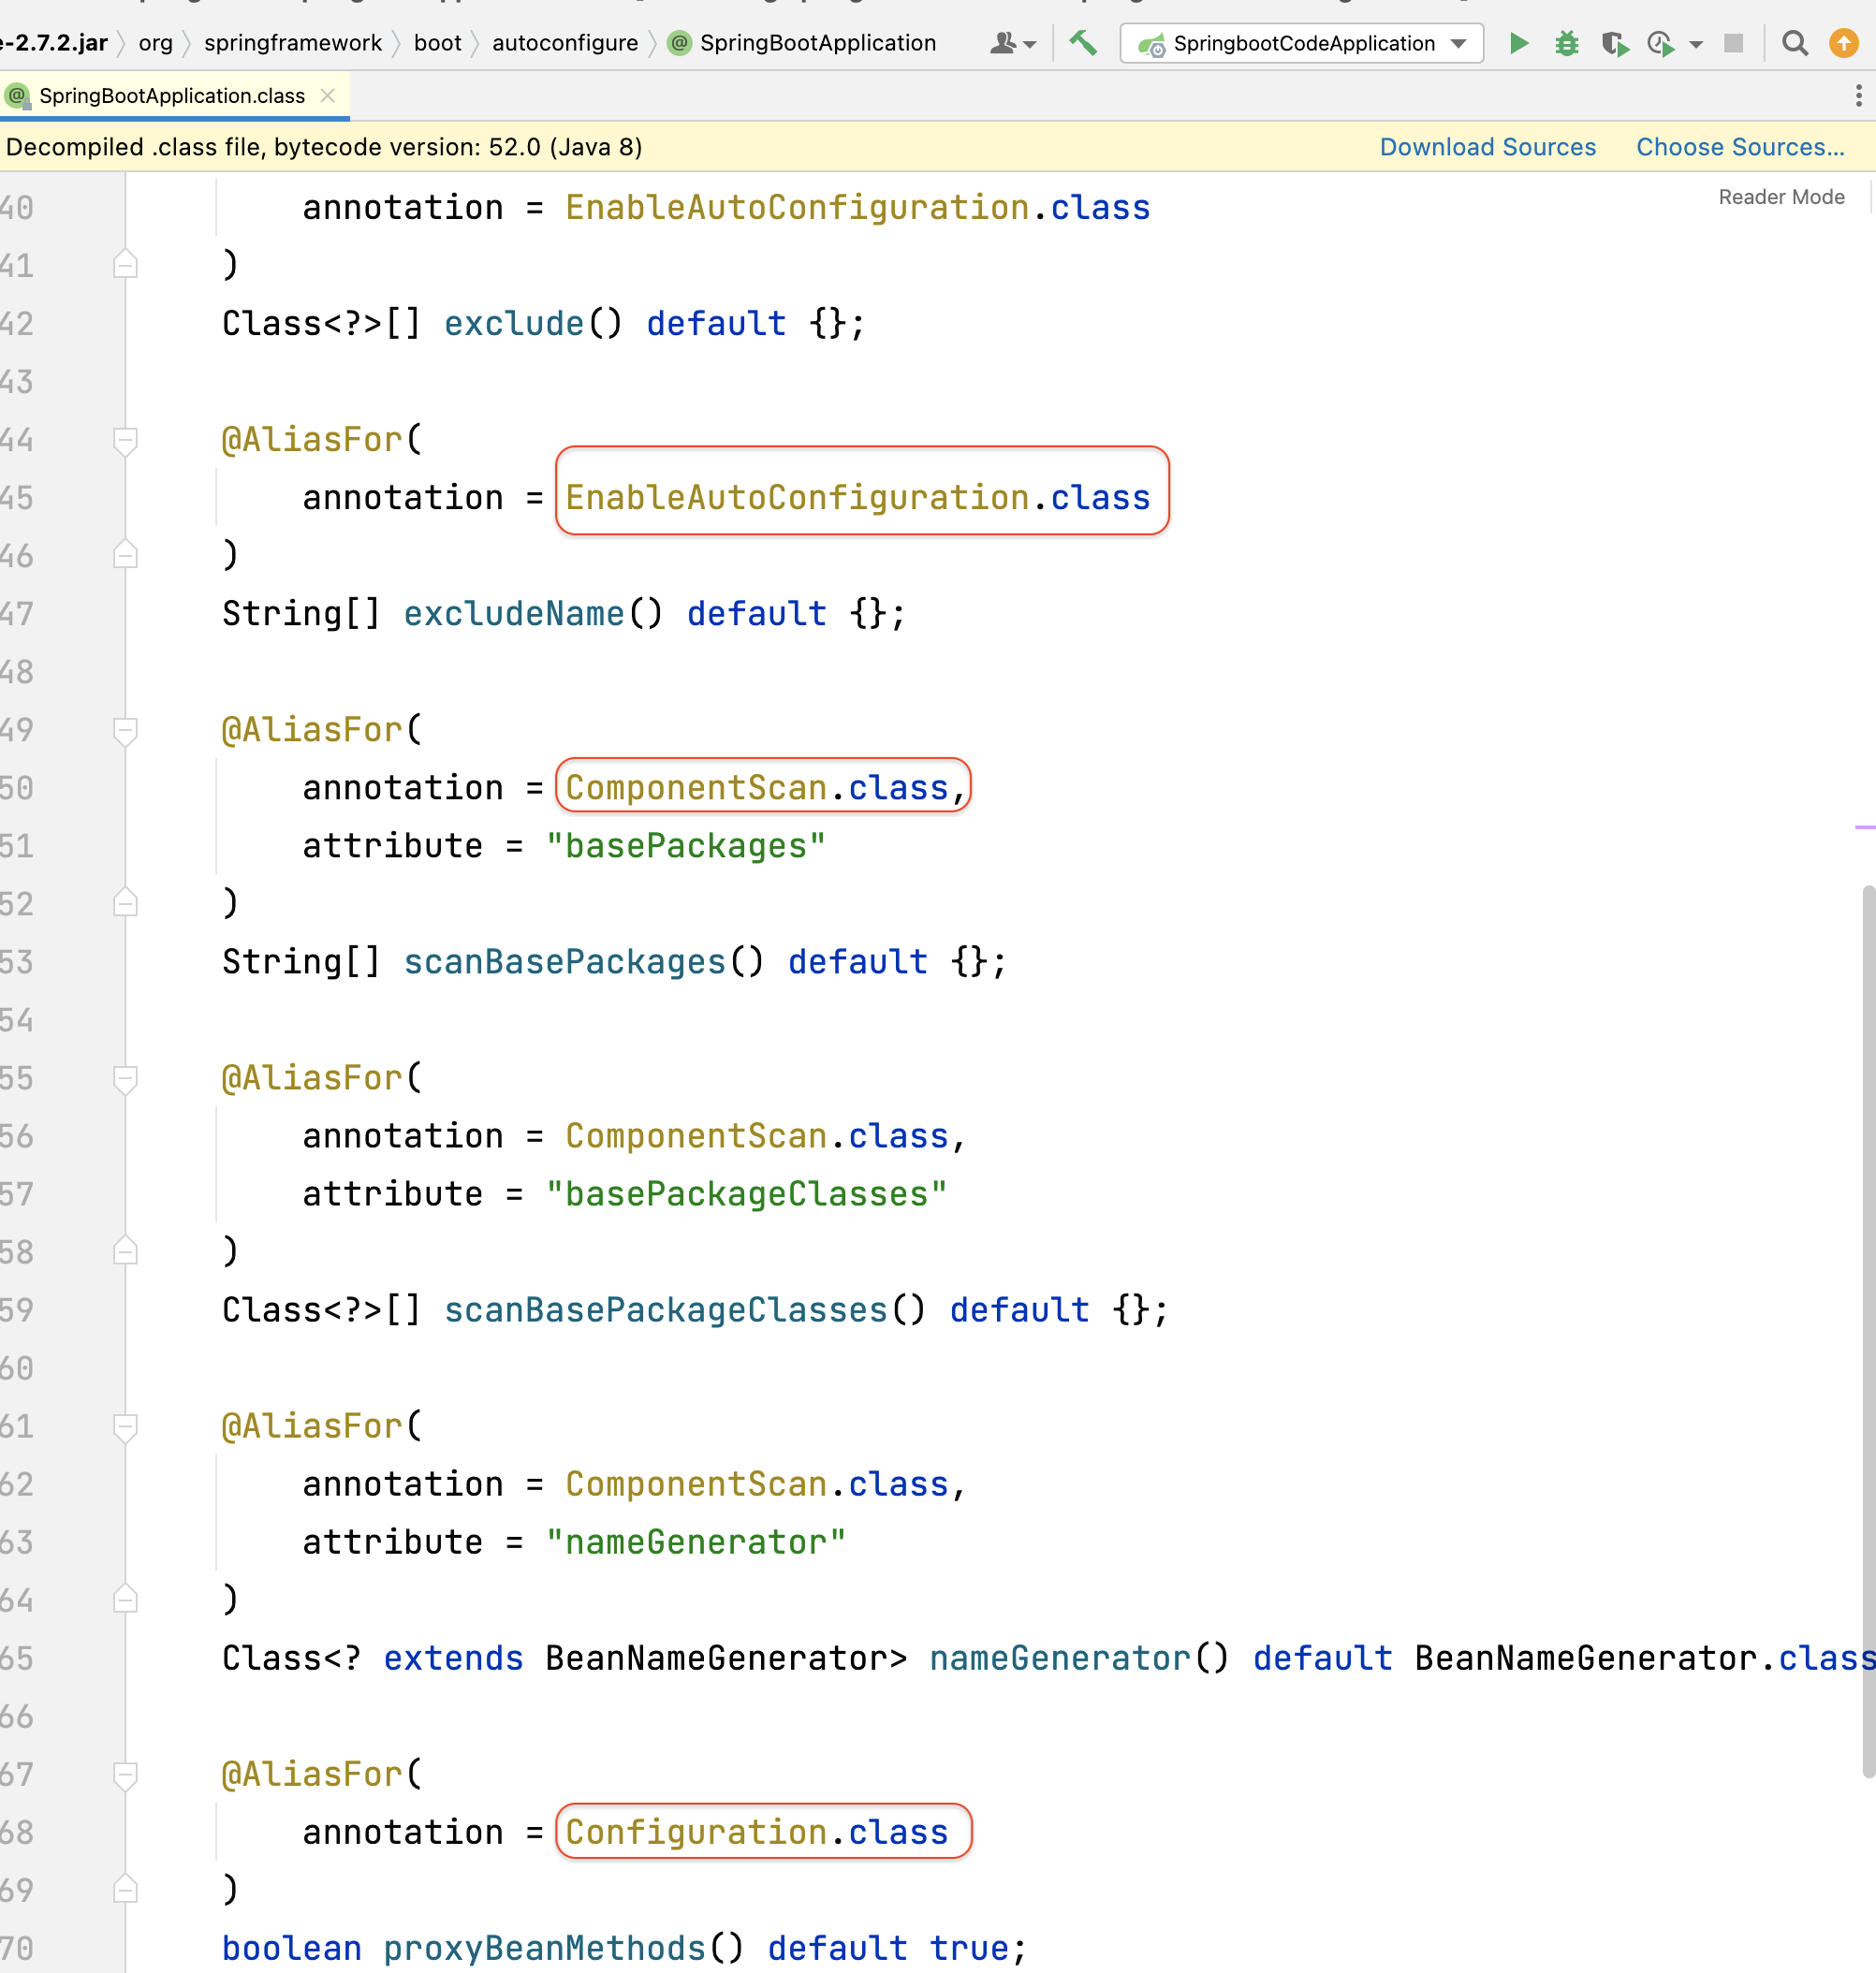 e-2.7.2.jar org springframework boot autoconfigure SpringBootApplication SpringbootCodeApplication
SpringBootApplication.class
Decompiled .class file, bytecode version: 52.0 (Java 8) Download Sources Choose Sources...
Reader Mode
40 annotation = EnableAutoConfiguration.class
41 )
42 Class<?>[] exclude() default {};
43
44 @AliasFor(
45 annotation = EnableAutoConfiguration.class
46 )
47 String[] excludeName() default {};
48
49 @AliasFor(
50 annotation = ComponentScan.class,
51 attribute = "basePackages"
52 )
53 String[] scanBasePackages() default {};
54
55 @AliasFor(
56 annotation = ComponentScan.class,
57 attribute = "basePackageClasses"
58 )
59 Class<?>[] scanBasePackageClasses() default {};
60
61 @AliasFor(
62 annotation = ComponentScan.class,
63 attribute = "nameGenerator"
64 )
65 Class<? extends BeanNameGenerator> nameGenerator() default BeanNameGenerator.class
66
67 @AliasFor(
68 annotation = Configuration.class
69 )
70 boolean proxyBeanMethods() default true;